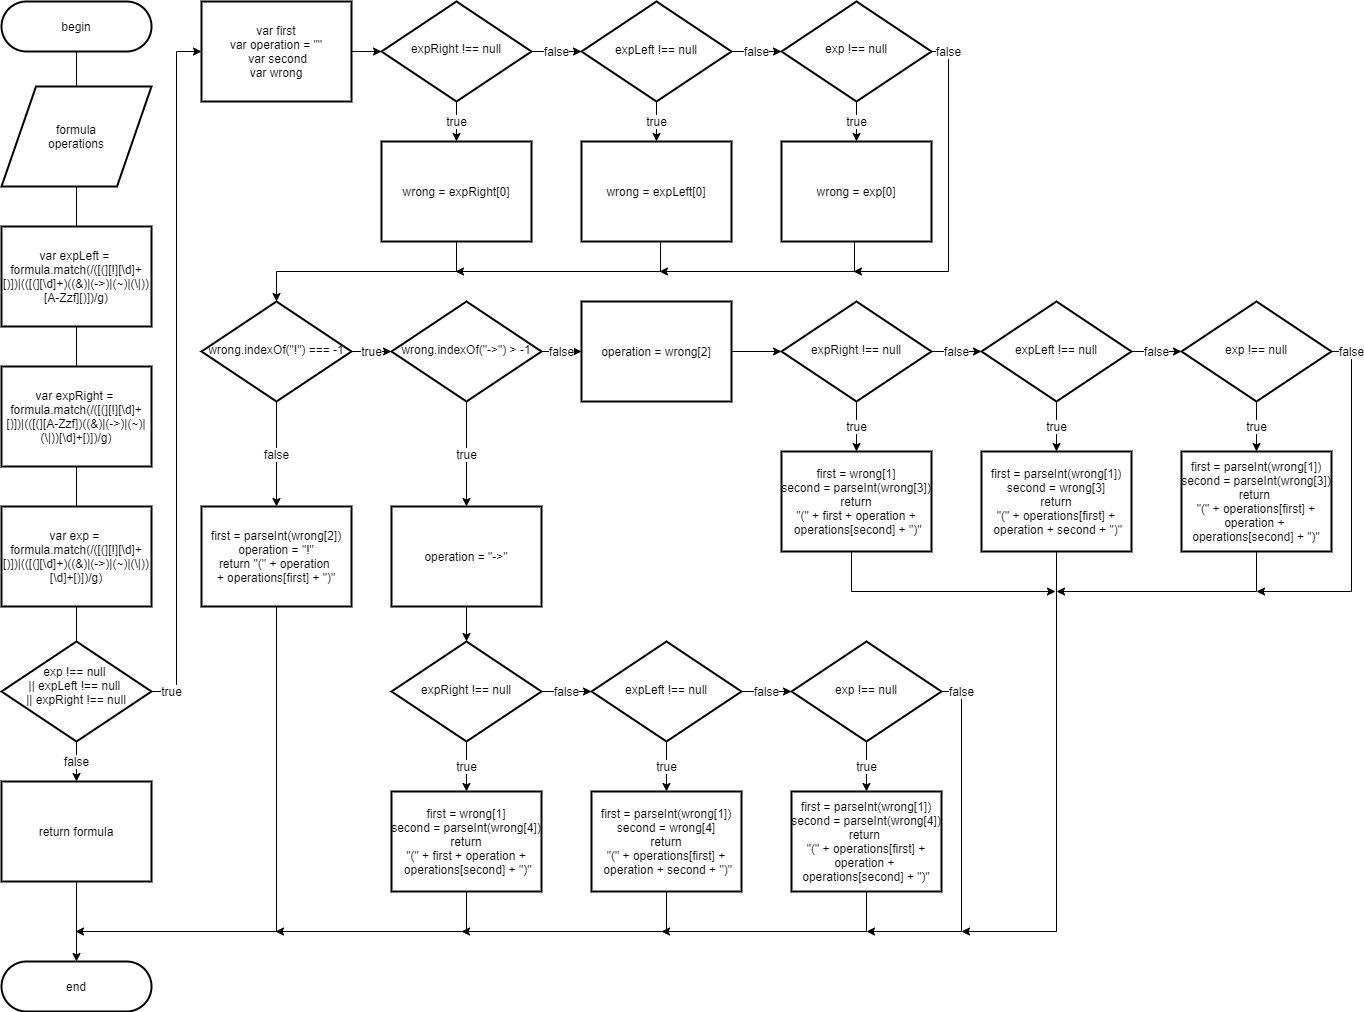 begin
formula
operations
var expLeft =
formula.match(/([(][!][\d]+
[)])|(([(][\d]+)((&)|(->)|(~)|(\|))
[A-Zzf][)])/g)
var expRight =
formula.match(/([(][!][\d]+
[)])|(([(][A-Zzf])((&)|(->)|(~)|
(\|))[\d]+[)])/g)
var exp =
formula.match(/([(][!][\d]+
[)])|(([(][\d]+)((&)|(->)|(~)|(\|))
[\d]+[)])/g)
exp !== null
|| expLeft !== null
|| expRight !== null
true
false
return formula
end
var first
var operation = ""
var second
var wrong
expRight !== null
false
expLeft !== null
false
exp !== null
false
true
true
true
wrong = expRight[0]
wrong = expLeft[0]
wrong = exp[0]
wrong.indexOf("!") === -1
true
wrong.indexOf("->") > -1
false
operation = wrong[2]
expRight !== null
false
expLeft !== null
false
exp !== null
false
false
true
true
true
true
first = parseInt(wrong[2])
operation = "!"
return "(" + operation
+ operations[first] + ")"
operation = "->"
first = wrong[1]
second = parseInt(wrong[3])
return
"(" + first + operation +
operations[second] + ")"
first = parseInt(wrong[1])
second = wrong[3]
return
"(" + operations[first] +
operation + second + ")"
first = parseInt(wrong[1])
second = parseInt(wrong[3])
return
"(" + operations[first] +
operation +
operations[second] + ")"
expRight !== null
false
expLeft !== null
false
exp !== null
false
true
true
true
first = wrong[1]
second = parseInt(wrong[4])
return
"(" + first + operation +
operations[second] + ")"
first = parseInt(wrong[1])
second = wrong[4]
return
"(" + operations[first] +
operation + second + ")"
first = parseInt(wrong[1])
second = parseInt(wrong[4])
return
"(" + operations[first] +
operation +
operations[second] + ")"